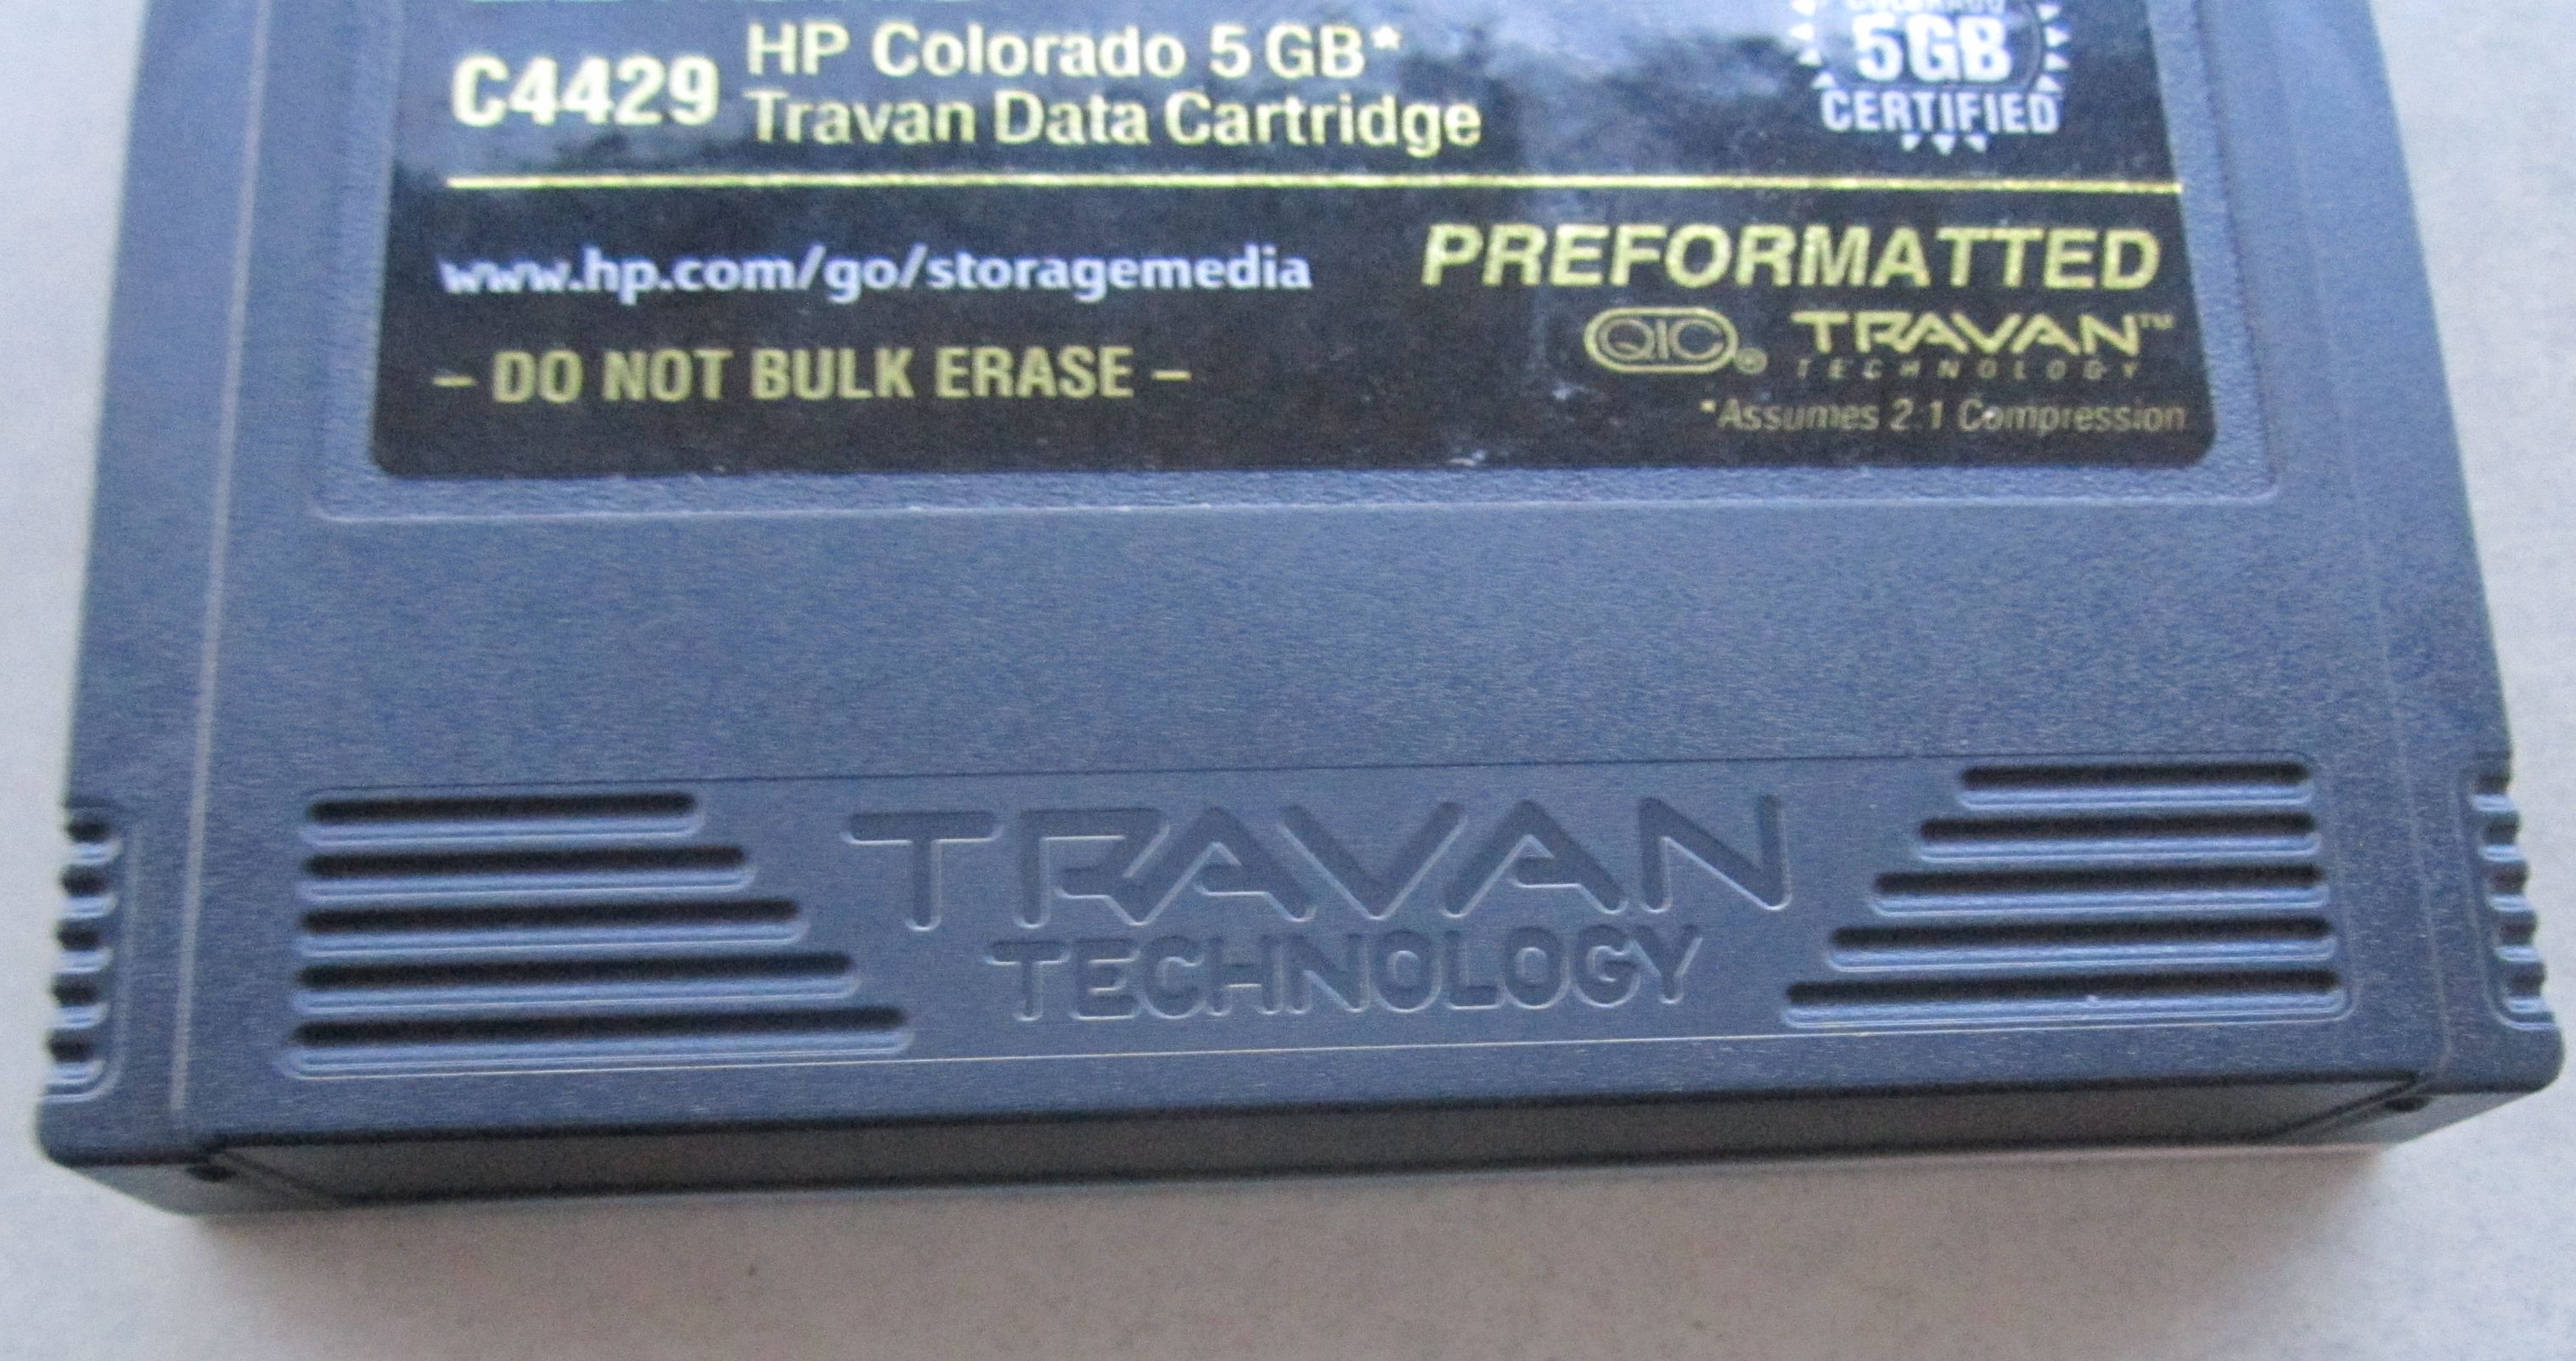 C4429
HP Colorado 5 GB*
Travan Data Cartridge
5GB
CERTIFIED
www.hp.com/go/storagemedia
PREFORMATTED
– DO NOT BULK ERASE –
QIC® TRAVAN™
TECHNOLOGY
*Assumes 2:1 Compression
TRAVAN
TECHNOLOGY